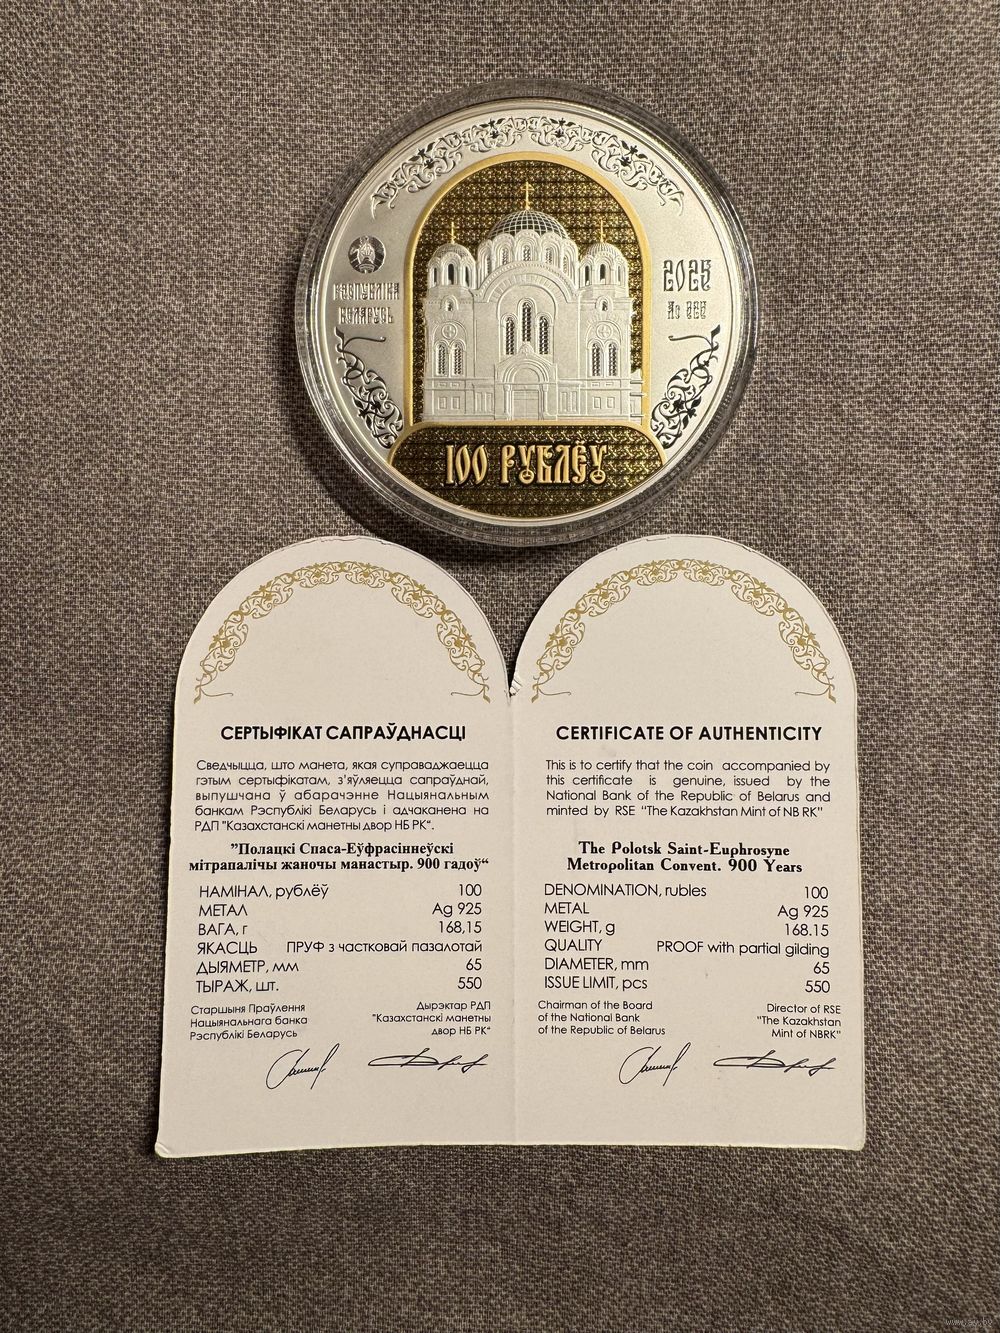 РЭСПУБЛІКА
БЕЛАРУСЬ
2025
Ag 925
100 РУБЛЁЎ
СЕРТЫФІКАТ САПРАЎДНАСЦІ
Сведчыцца, што манета, якая суправаджаецца
гэтым сертыфікатам, з'яўляецца сапраўднай,
выпушчана ў абарачэнне Нацыянальным
банкам Рэспублікі Беларусь і адчаканена на
РДП "Казахстанскі манетны двор НБ РК".
"Полацкі Спаса-Еўфрасіннеўскі
мітрапалічы жаночы манастыр. 900 гадоў"
НАМІНАЛ, рублёў 100
МЕТАЛ Ag 925
ВАГА, г 168,15
ЯКАСЦЬ ПРУФ з частковай пазалотай
ДЫЯМЕТР, мм 65
ТЫРАЖ, шт. 550
Старшыня Праўлення
Нацыянальнага банка
Рэспублікі Беларусь
Дырэктар РДП
"Казахстанскі манетны
двор НБ РК"
CERTIFICATE OF AUTHENTICITY
This is to certify that the coin accompanied by
this certificate is genuine, issued by the
National Bank of the Republic of Belarus and
minted by RSE "The Kazakhstan Mint of NB RK"
The Polotsk Saint-Euphrosyne
Metropolitan Convent. 900 Years
DENOMINATION, rubles 100
METAL Ag 925
WEIGHT, g 168.15
QUALITY PROOF with partial gilding
DIAMETER, mm 65
ISSUE LIMIT, pcs 550
Chairman of the Board
of the National Bank
of the Republic of Belarus
Director of RSE
"The Kazakhstan
Mint of NBRK"